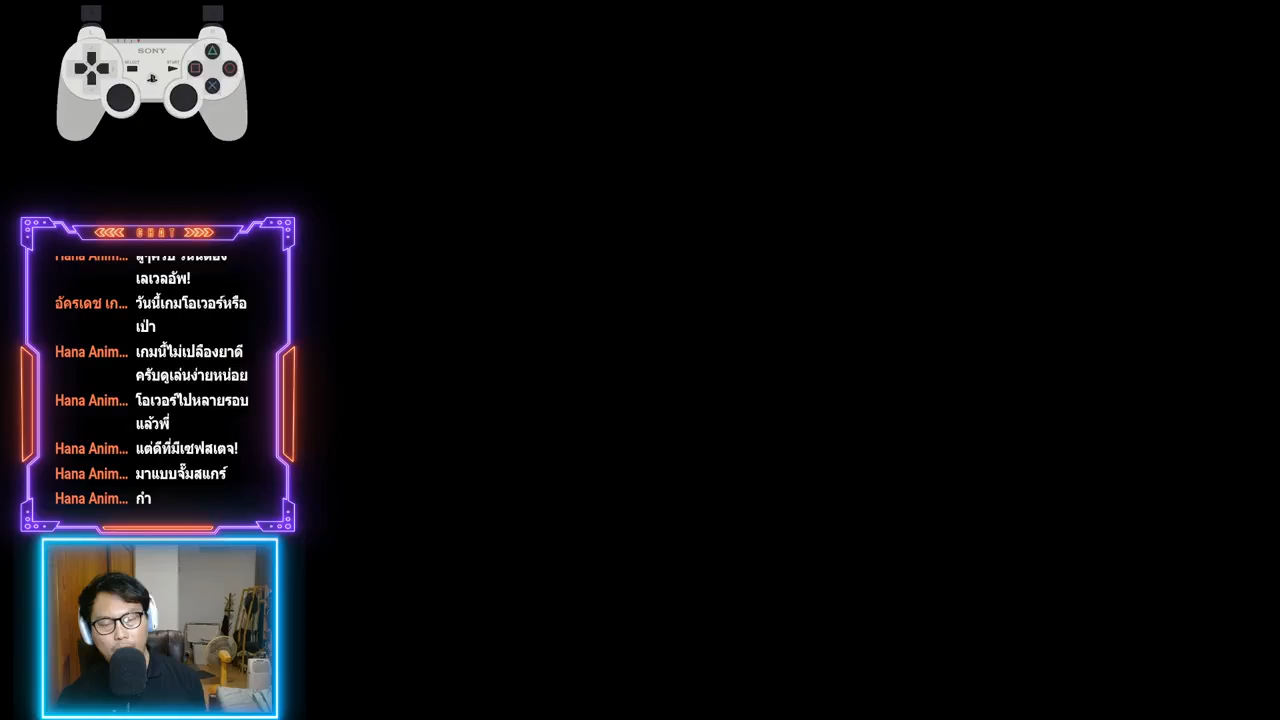 SONY
SELECT
START
CHAT
Hana Anim...
เลเวลอัพ!
อัครเดช เก... วันนี้เกมโอเวอร์หรือ
เป่า
Hana Anim... เกมนี้ไม่เปลืองยาดี
ครับดูเล่นง่ายหน่อย
Hana Anim... โอเวอร์ไปหลายรอบ
แล้วพี่
Hana Anim... แต่ดีที่มีเซฟสเตจ!
Hana Anim... มาแบบจั๊มสแกร์
Hana Anim... ก๋า